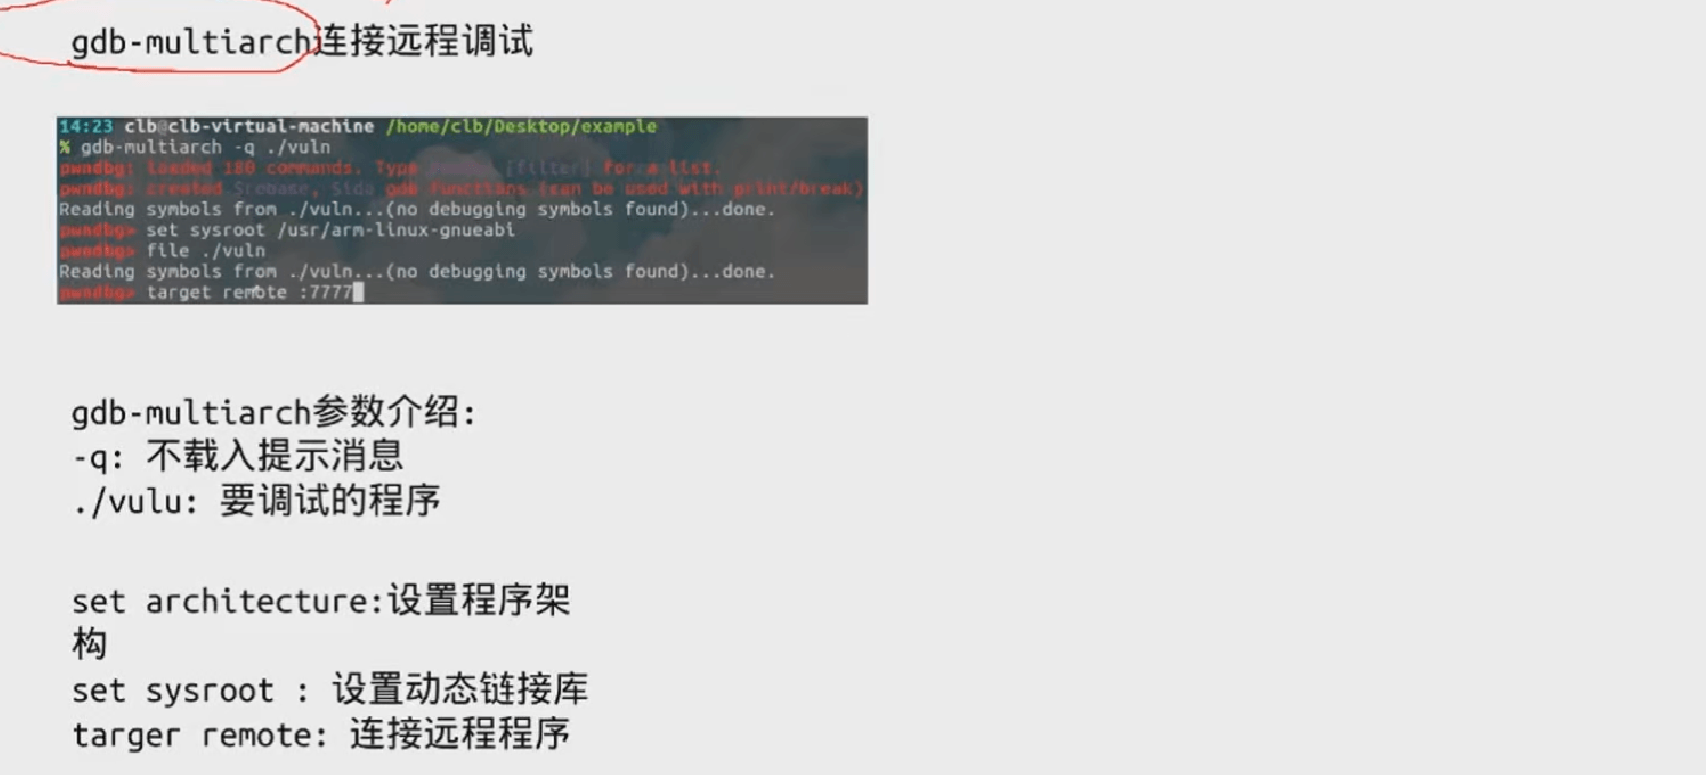 gdb-multiarch连接远程调试
14:23 clb@clb-virtual-machine /home/clb/Desktop/example
% gdb-multiarch -q ./vuln
pwndbg: loaded 180 commands. Type pwndbg [filter] for a list.
pwndbg: created $rebase, $ida gdb functions (can be used with print/break)
Reading symbols from ./vuln...(no debugging symbols found)...done.
pwndbg> set sysroot /usr/arm-linux-gnueabi
pwndbg> file ./vuln
Reading symbols from ./vuln...(no debugging symbols found)...done.
pwndbg> target remote :7777
gdb-multiarch参数介绍:
-q: 不载入提示消息
./vulu: 要调试的程序
set architecture:设置程序架
构
set sysroot : 设置动态链接库
targer remote: 连接远程程序